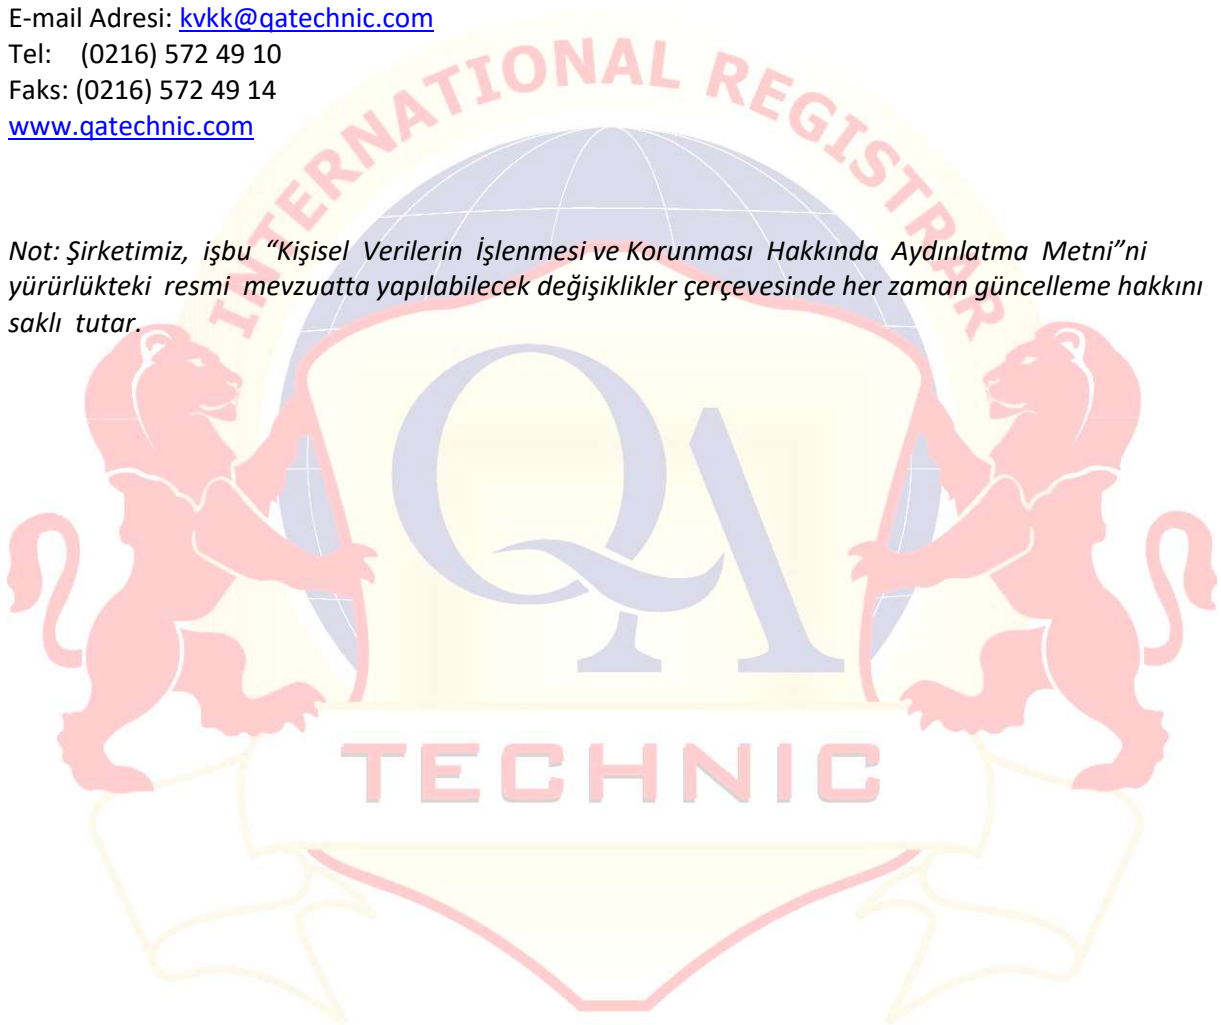 E-mail Adresi: kvkk@qatechnic.com
Tel: (0216) 572 49 10
Faks: (0216) 572 49 14
www.qatechnic.com
INTERNATIONAL REGISTRAR
Not: Şirketimiz, işbu “Kişisel Verilerin İşlenmesi ve Korunması Hakkında Aydınlatma Metni”ni
yürürlükteki resmi mevzuatta yapılabilecek değişiklikler çerçevesinde her zaman güncelleme hakkını
saklı tutar.
QA
TECHNIC